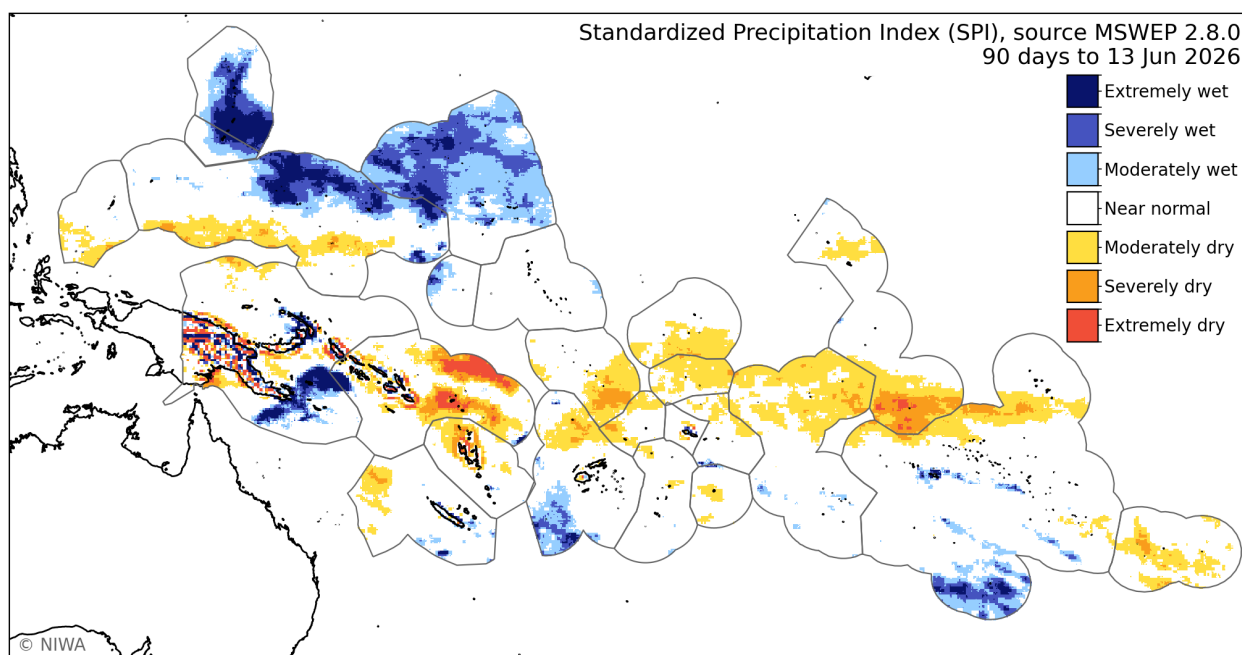 Standardized Precipitation Index (SPI), source MSWEP 2.8.0
90 days to 13 Jun 2026
Extremely wet
Severely wet
Moderately wet
Near normal
Moderately dry
Severely dry
Extremely dry
© NIWA